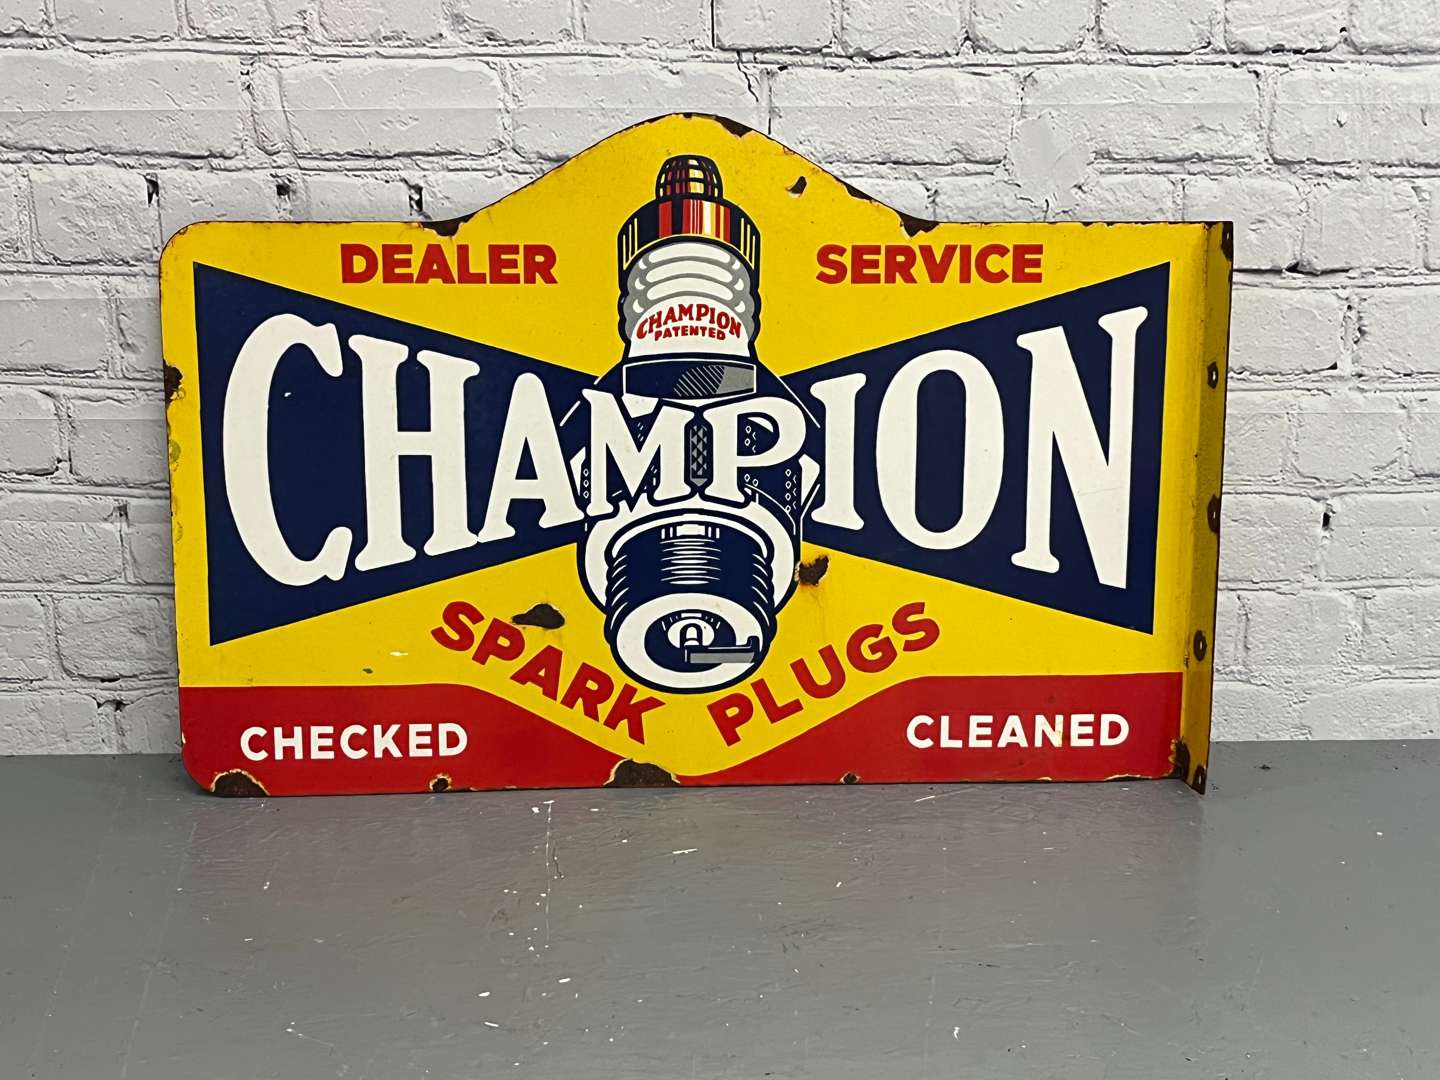 DEALER SERVICE
CHAMPION
PATENTED
CHAMPION
SPARK PLUGS
CHECKED CLEANED